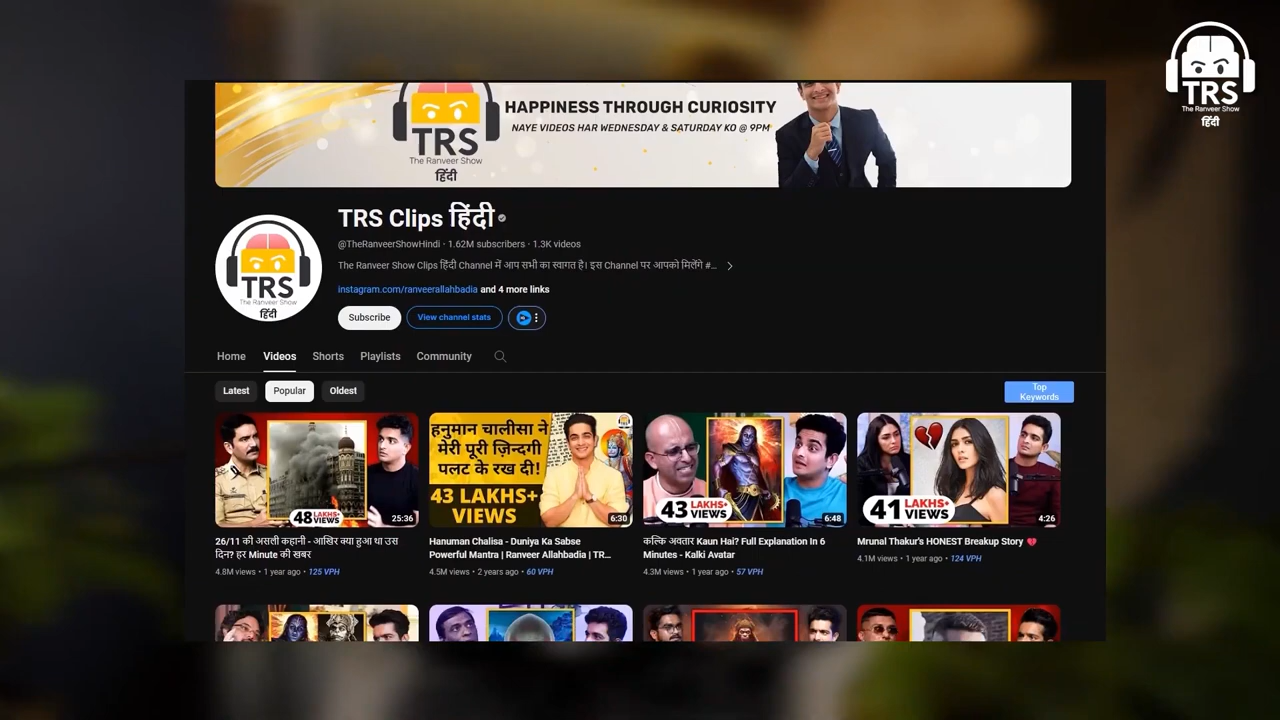 TRS
The Ranveer Show
हिंदी
HAPPINESS THROUGH CURIOSITY
NAYE VIDEOS HAR WEDNESDAY & SATURDAY KO @ 9PM
TRS
The Ranveer Show
हिंदी
TRS Clips हिंदी
@TheRanveerShowHindi · 1.62M subscribers · 1.3K videos
The Ranveer Show Clips हिंदी Channel में आप सभी का स्वागत है। इस Channel पर आपको मिलेंगे #...
instagram.com/ranveerallahbadia and 4 more links
Subscribe
View channel stats
TRS
The Ranveer Show
हिंदी
Home
Videos
Shorts
Playlists
Community
Latest
Popular
Oldest
Top
Keywords
48 LAKHS+
VIEWS
25:36
हनुमान चालीसा ने
मेरी पूरी ज़िन्दगी
पलट के रख दी!
43 LAKHS+
VIEWS
6:30
43 LAKHS+
VIEWS
6:48
41 LAKHS+
VIEWS
4:26
26/11 की असली कहानी - आखिर क्या हुआ था उस
दिन? हर Minute की खबर
4.8M views • 1 year ago • 125 VPH
Hanuman Chalisa - Duniya Ka Sabse
Powerful Mantra | Ranveer Allahbadia | TR...
4.5M views • 2 years ago • 60 VPH
कल्कि अवतार Kaun Hai? Full Explanation In 6
Minutes - Kalki Avatar
4.3M views • 1 year ago • 57 VPH
Mrunal Thakur's HONEST Breakup Story 💔
4.1M views • 1 year ago • 124 VPH